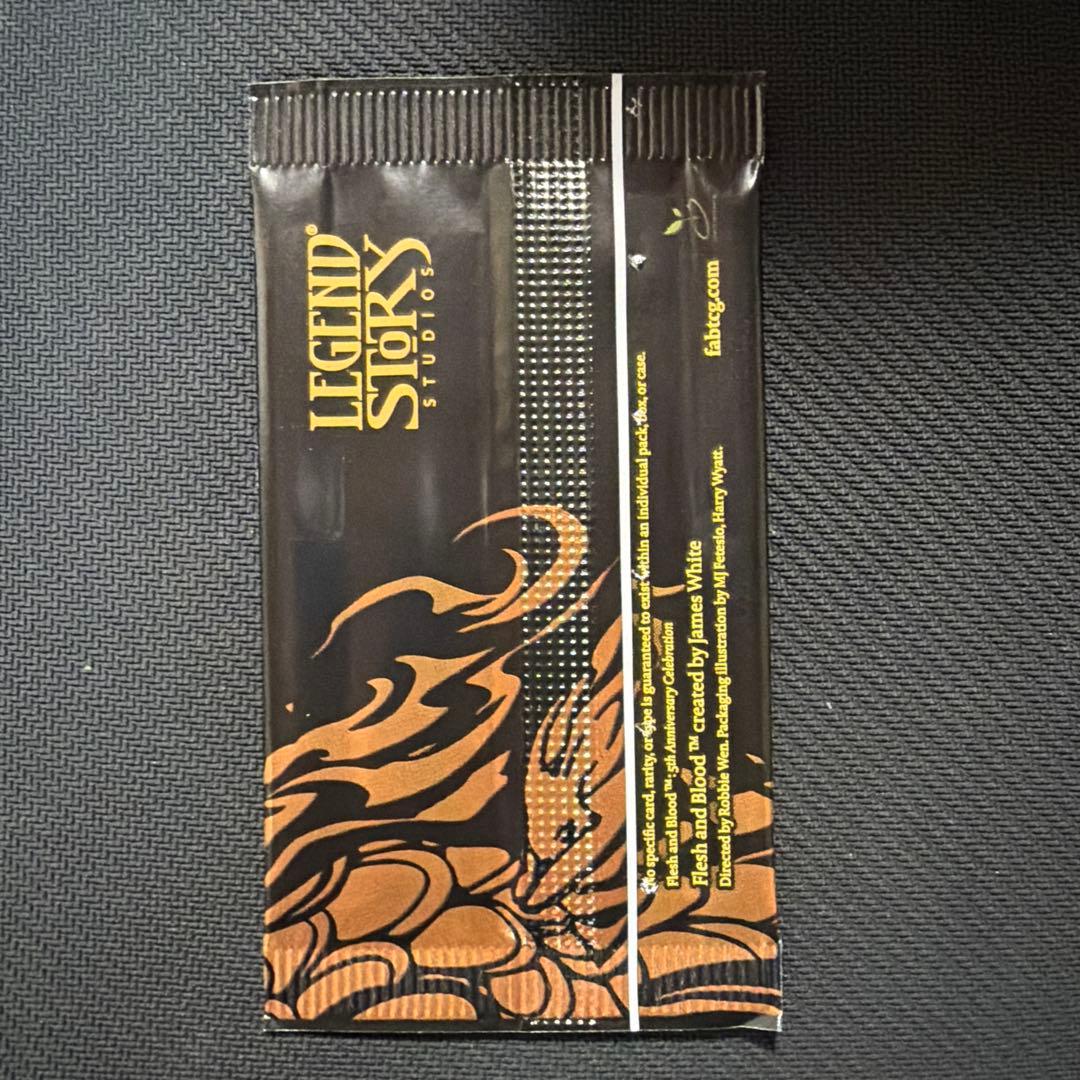 LEGEND®
STORY
STUDIOS
No specific card, rarity, or type is guaranteed to exist within an individual pack, box, or case.
Flesh and Blood™: 5th Anniversary Celebration
Flesh and Blood™ created by James White
Directed by Robbie Wen. Packaging illustration by MJ Fetesio, Harry Wyatt.
fabtcg.com